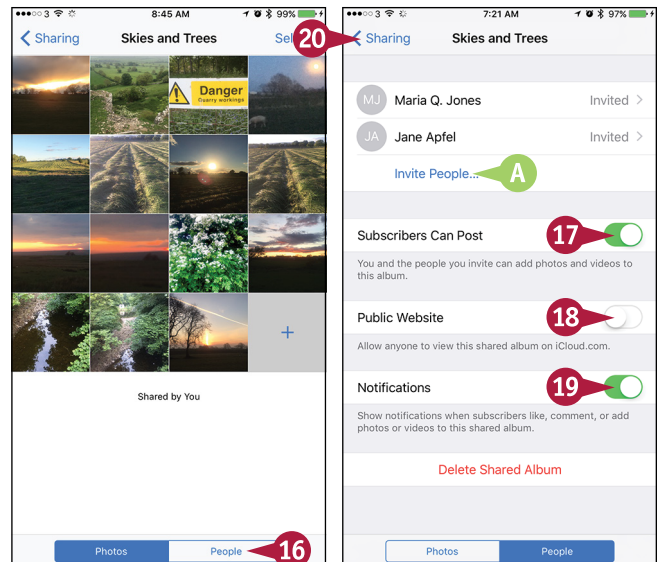 3 8:45 AM 99%
Sharing Skies and Trees Sel
Danger
Quarry workings
+
Shared by You
Photos People
16
3 7:21 AM 97%
20
Sharing Skies and Trees
MJ Maria Q. Jones Invited
JA Jane Apfel Invited
Invite People... A
Subscribers Can Post 17
You and the people you invite can add photos and videos to
this album.
Public Website 18
Allow anyone to view this shared album on iCloud.com.
Notifications 19
Show notifications when subscribers like, comment, or add
photos or videos to this shared album.
Delete Shared Album
Photos People